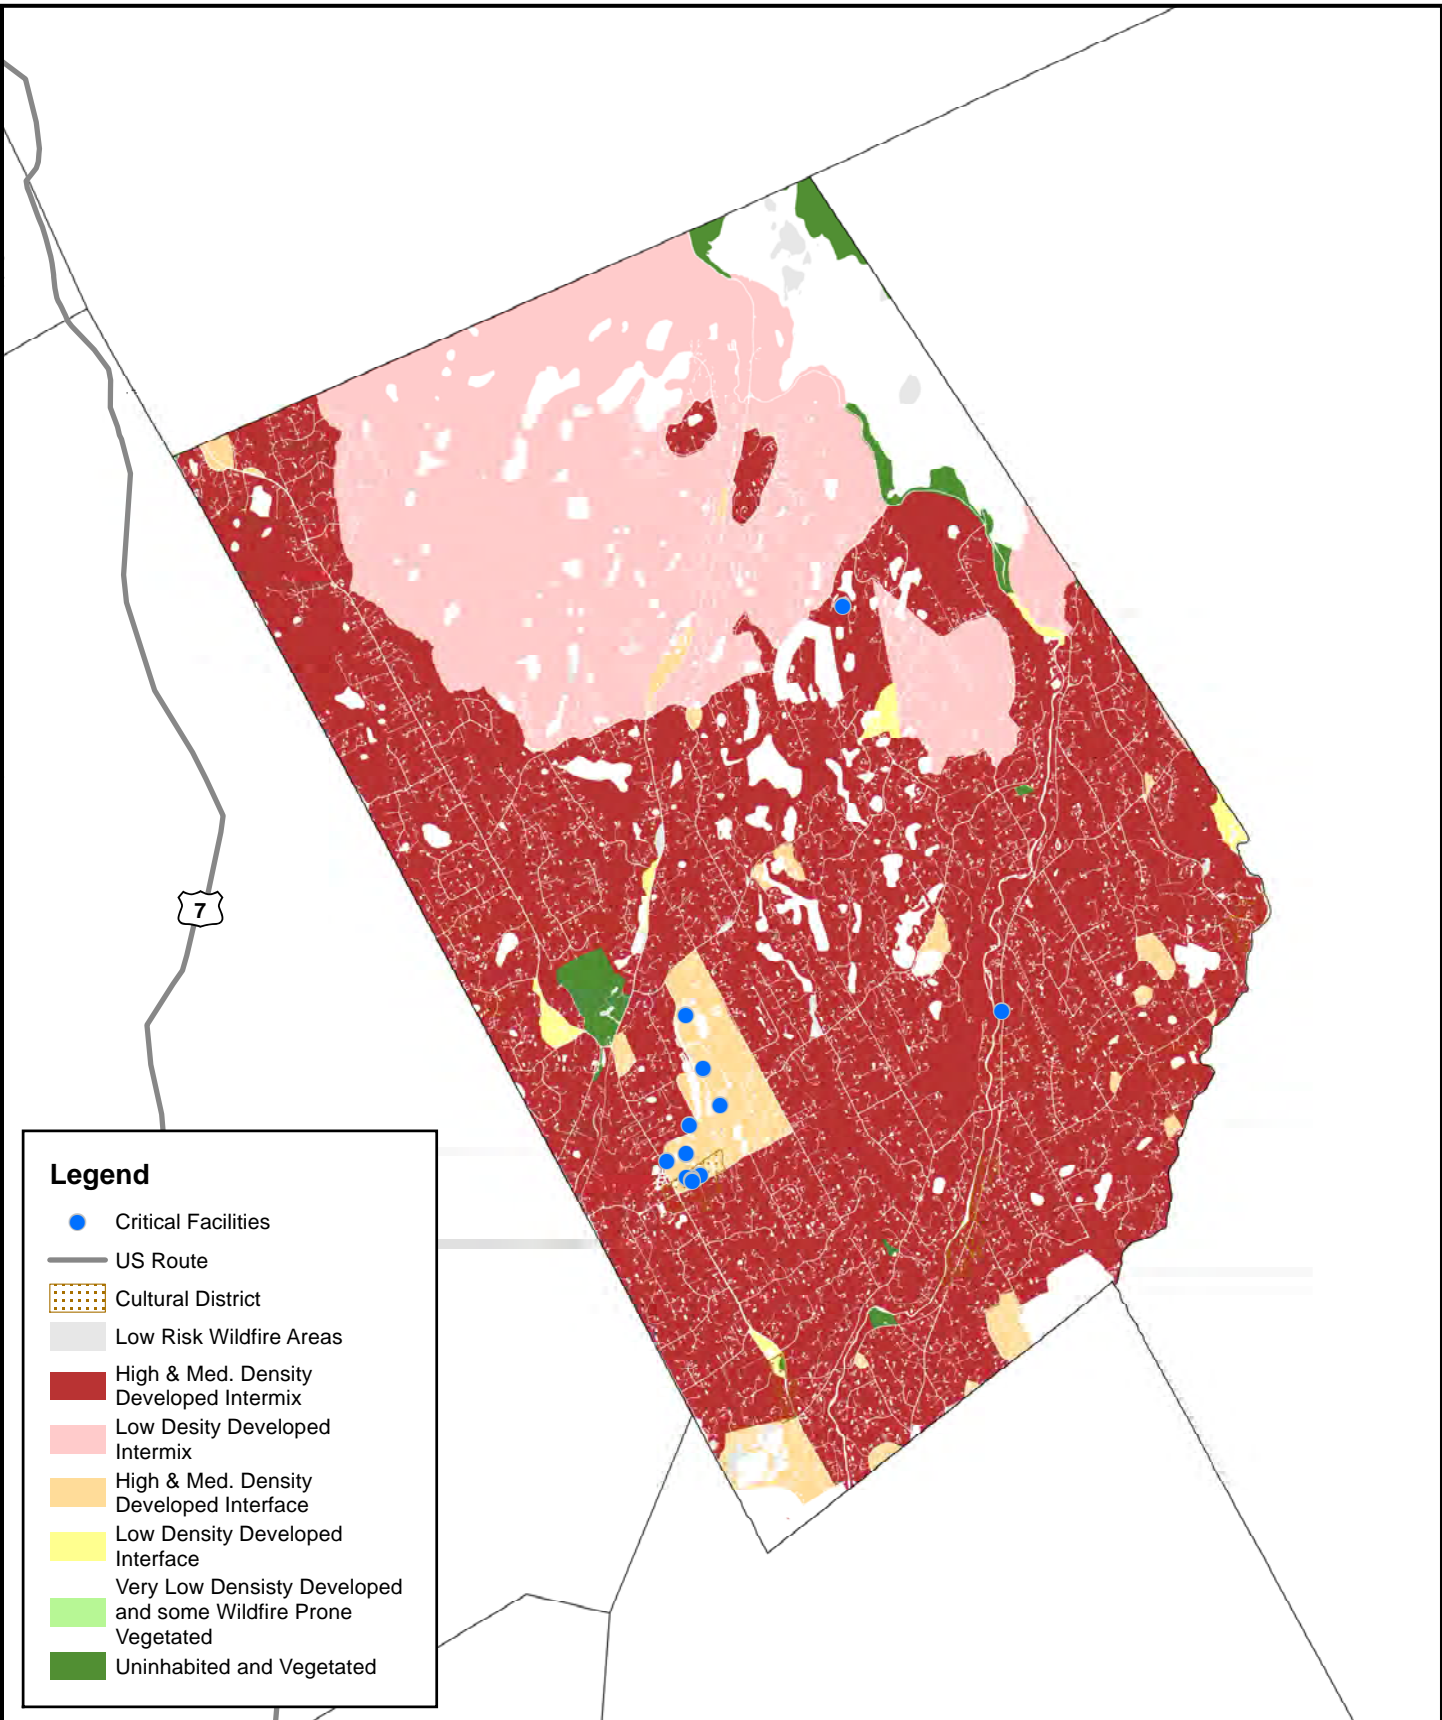 7
Legend
Critical Facilities
US Route
Cultural District
Low Risk Wildfire Areas
High & Med. Density
Developed Intermix
Low Desity Developed
Intermix
High & Med. Density
Developed Interface
Low Density Developed
Interface
Very Low Densisty Developed
and some Wildfire Prone
Vegetated
Uninhabited and Vegetated